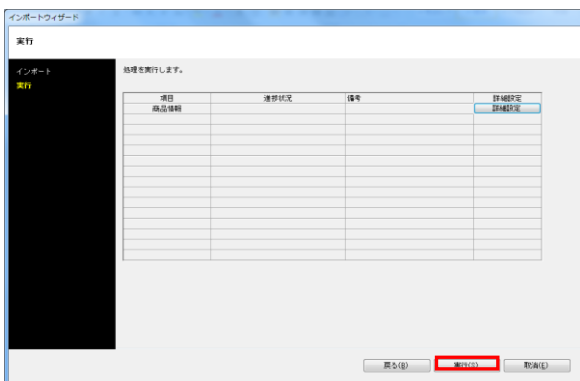 インポートウィザード
実行
インポート
実行
処理を実行します。
項目 進捗状況 備考 詳細設定
商品情報 詳細設定
戻る(B) 実行(S) 取消(E)